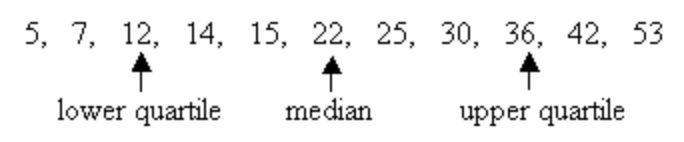 5, 7, 12, 14, 15, 22, 25, 30, 36, 42, 53
lower quartile median upper quartile